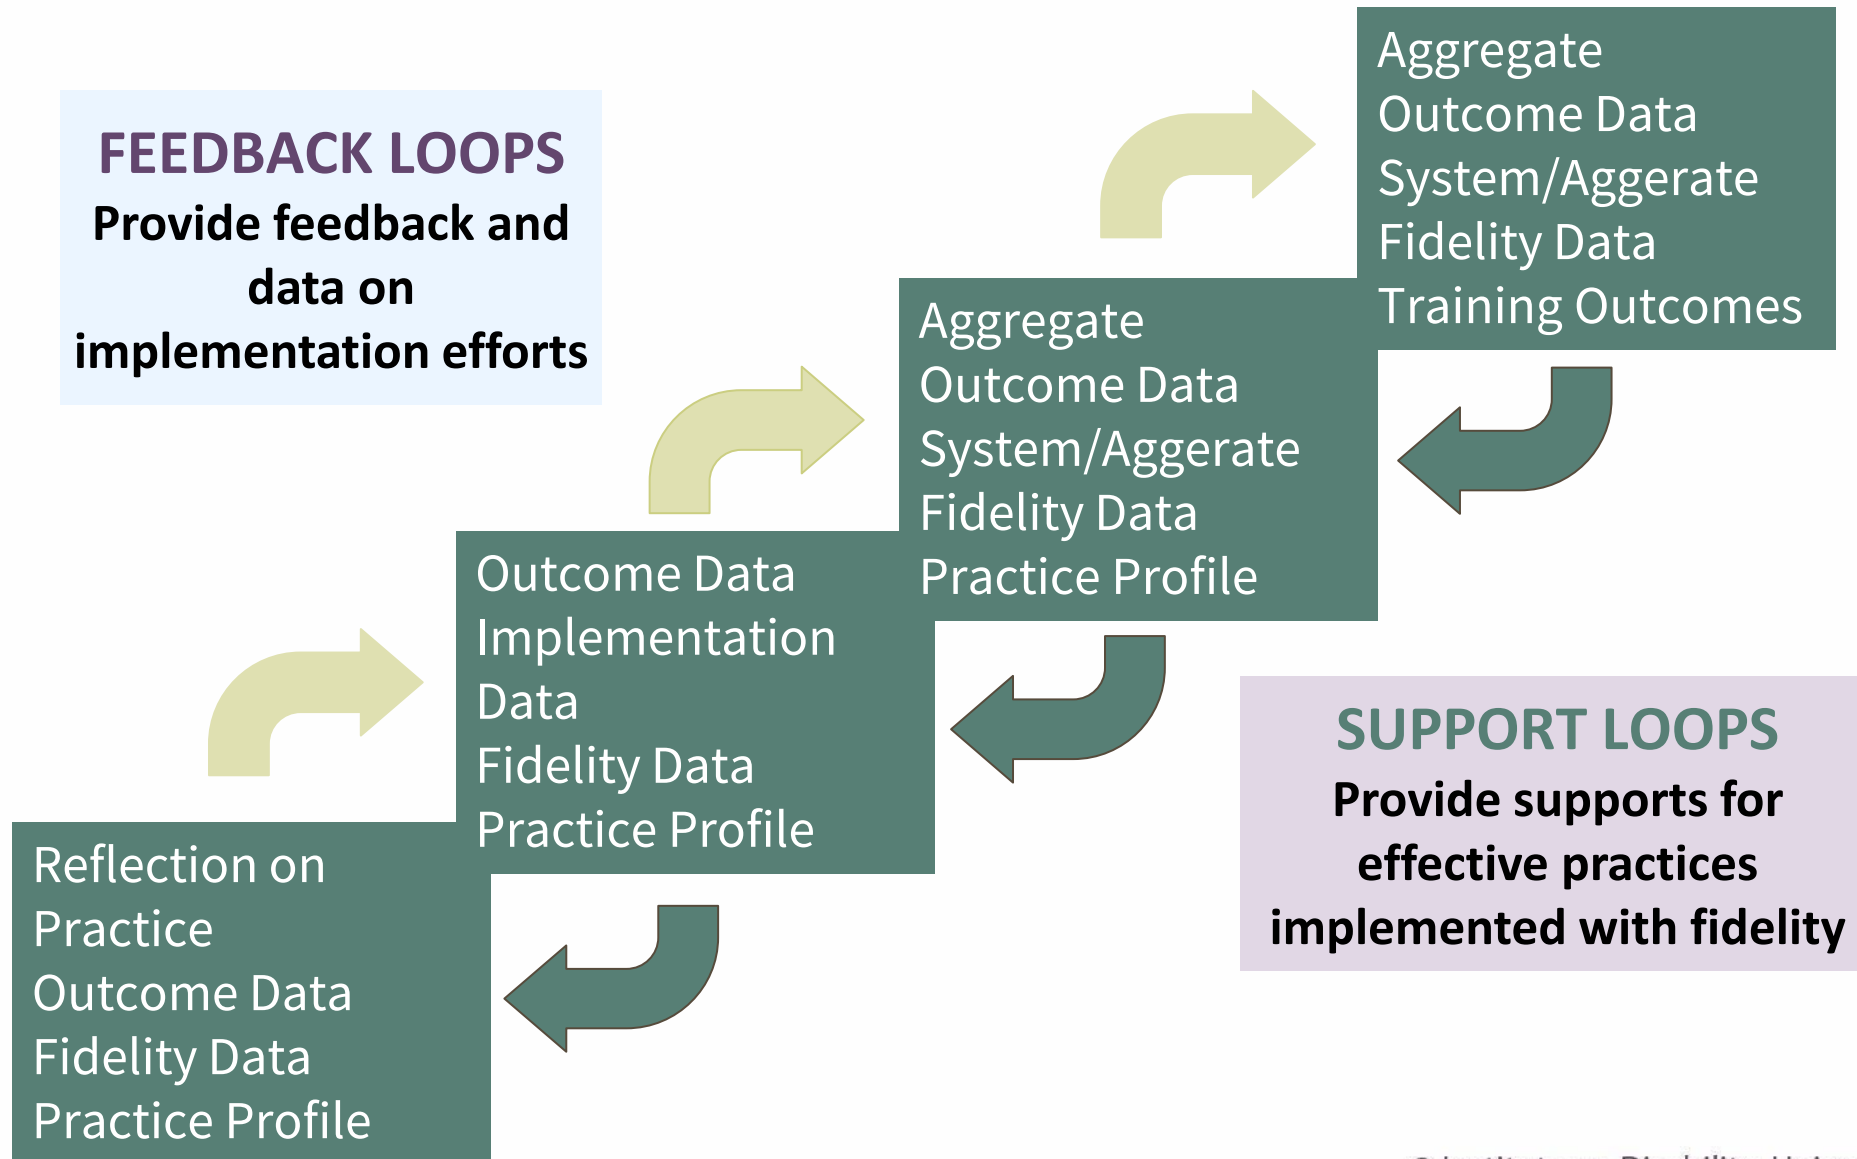 FEEDBACK LOOPS
Provide feedback and
data on
implementation efforts
Aggregate
Outcome Data
System/Aggerate
Fidelity Data
Training Outcomes
Aggregate
Outcome Data
System/Aggerate
Fidelity Data
Practice Profile
Outcome Data
Implementation
Data
Fidelity Data
Practice Profile
Reflection on
Practice
Outcome Data
Fidelity Data
Practice Profile
SUPPORT LOOPS
Provide supports for
effective practices
implemented with fidelity